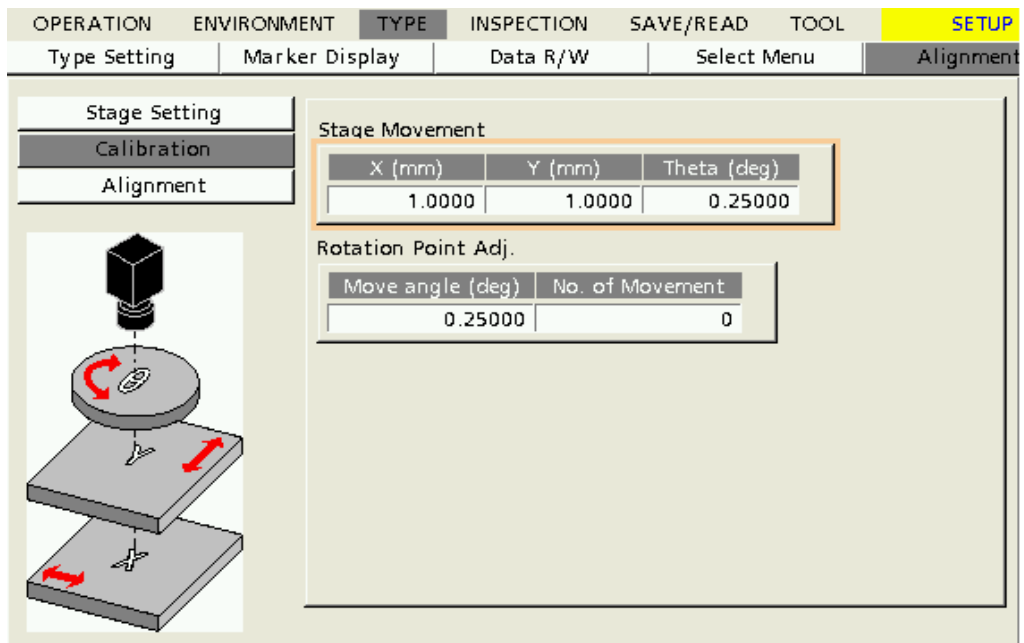 OPERATION ENVIRONMENT TYPE INSPECTION SAVE/READ TOOL SETUP
Type Setting Marker Display Data R/W Select Menu Alignment
Stage Setting
Calibration
Alignment
Stage Movement
X (mm) Y (mm) Theta (deg)
1.0000 1.0000 0.25000
Rotation Point Adj.
Move angle (deg) No. of Movement
0.25000 0
θ
Y
X